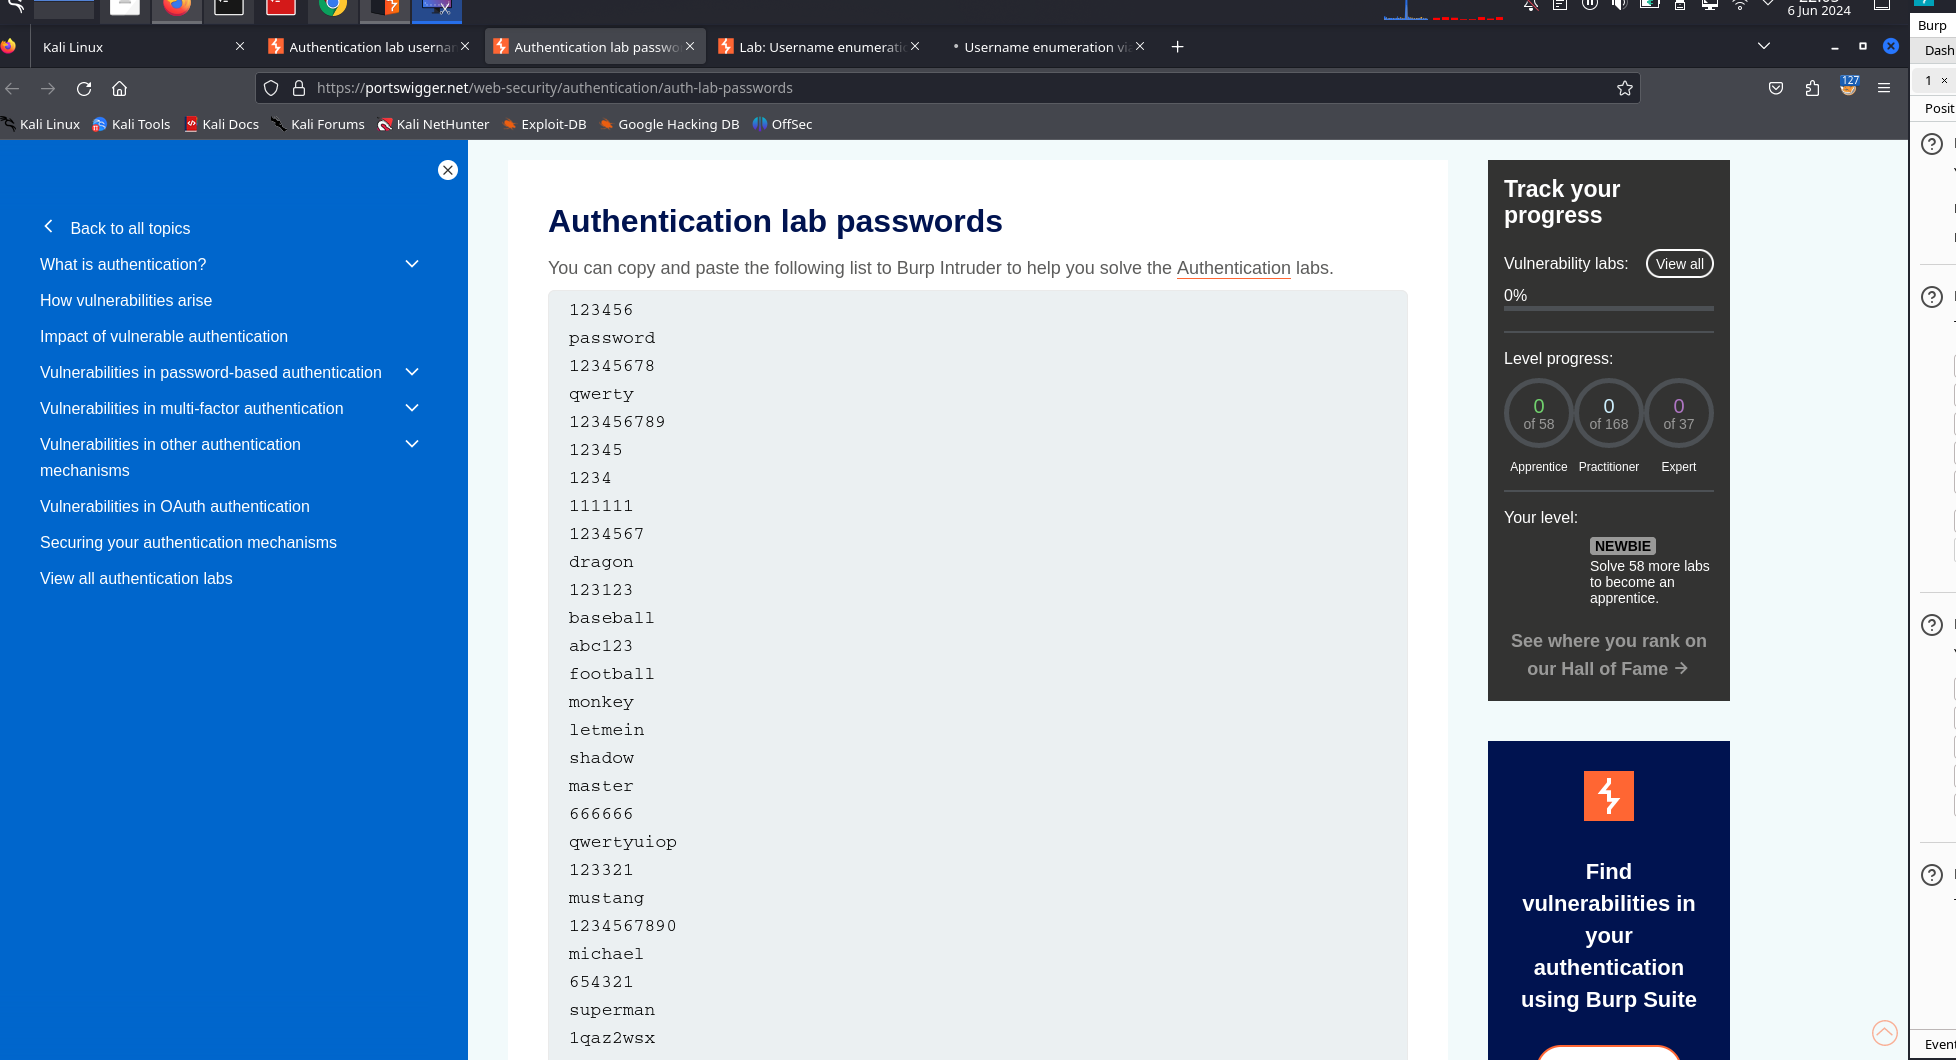 6 Jun 2024
Kali Linux
Authentication lab userna
Authentication lab passwo
Lab: Username enumerati
Username enumeration vi
https://portswigger.net/web-security/authentication/auth-lab-passwords
127
Kali Linux
Kali Tools
Kali Docs
Kali Forums
Kali NetHunter
Exploit-DB
Google Hacking DB
OffSec
Back to all topics
What is authentication?
How vulnerabilities arise
Impact of vulnerable authentication
Vulnerabilities in password-based authentication
Vulnerabilities in multi-factor authentication
Vulnerabilities in other authentication
mechanisms
Vulnerabilities in OAuth authentication
Securing your authentication mechanisms
View all authentication labs
Authentication lab passwords
You can copy and paste the following list to Burp Intruder to help you solve the Authentication labs.
123456
password
12345678
qwerty
123456789
12345
1234
111111
1234567
dragon
123123
baseball
abc123
football
monkey
letmein
shadow
master
666666
qwertyuiop
123321
mustang
1234567890
michael
654321
superman
1qaz2wsx
Track your
progress
Vulnerability labs:
View all
0%
Level progress:
0
of 58
0
of 168
0
of 37
Apprentice
Practitioner
Expert
Your level:
NEWBIE
Solve 58 more labs
to become an
apprentice.
See where you rank on
our Hall of Fame →
Find
vulnerabilities in
your
authentication
using Burp Suite
Burp
Dash
1 ×
Posit
Event